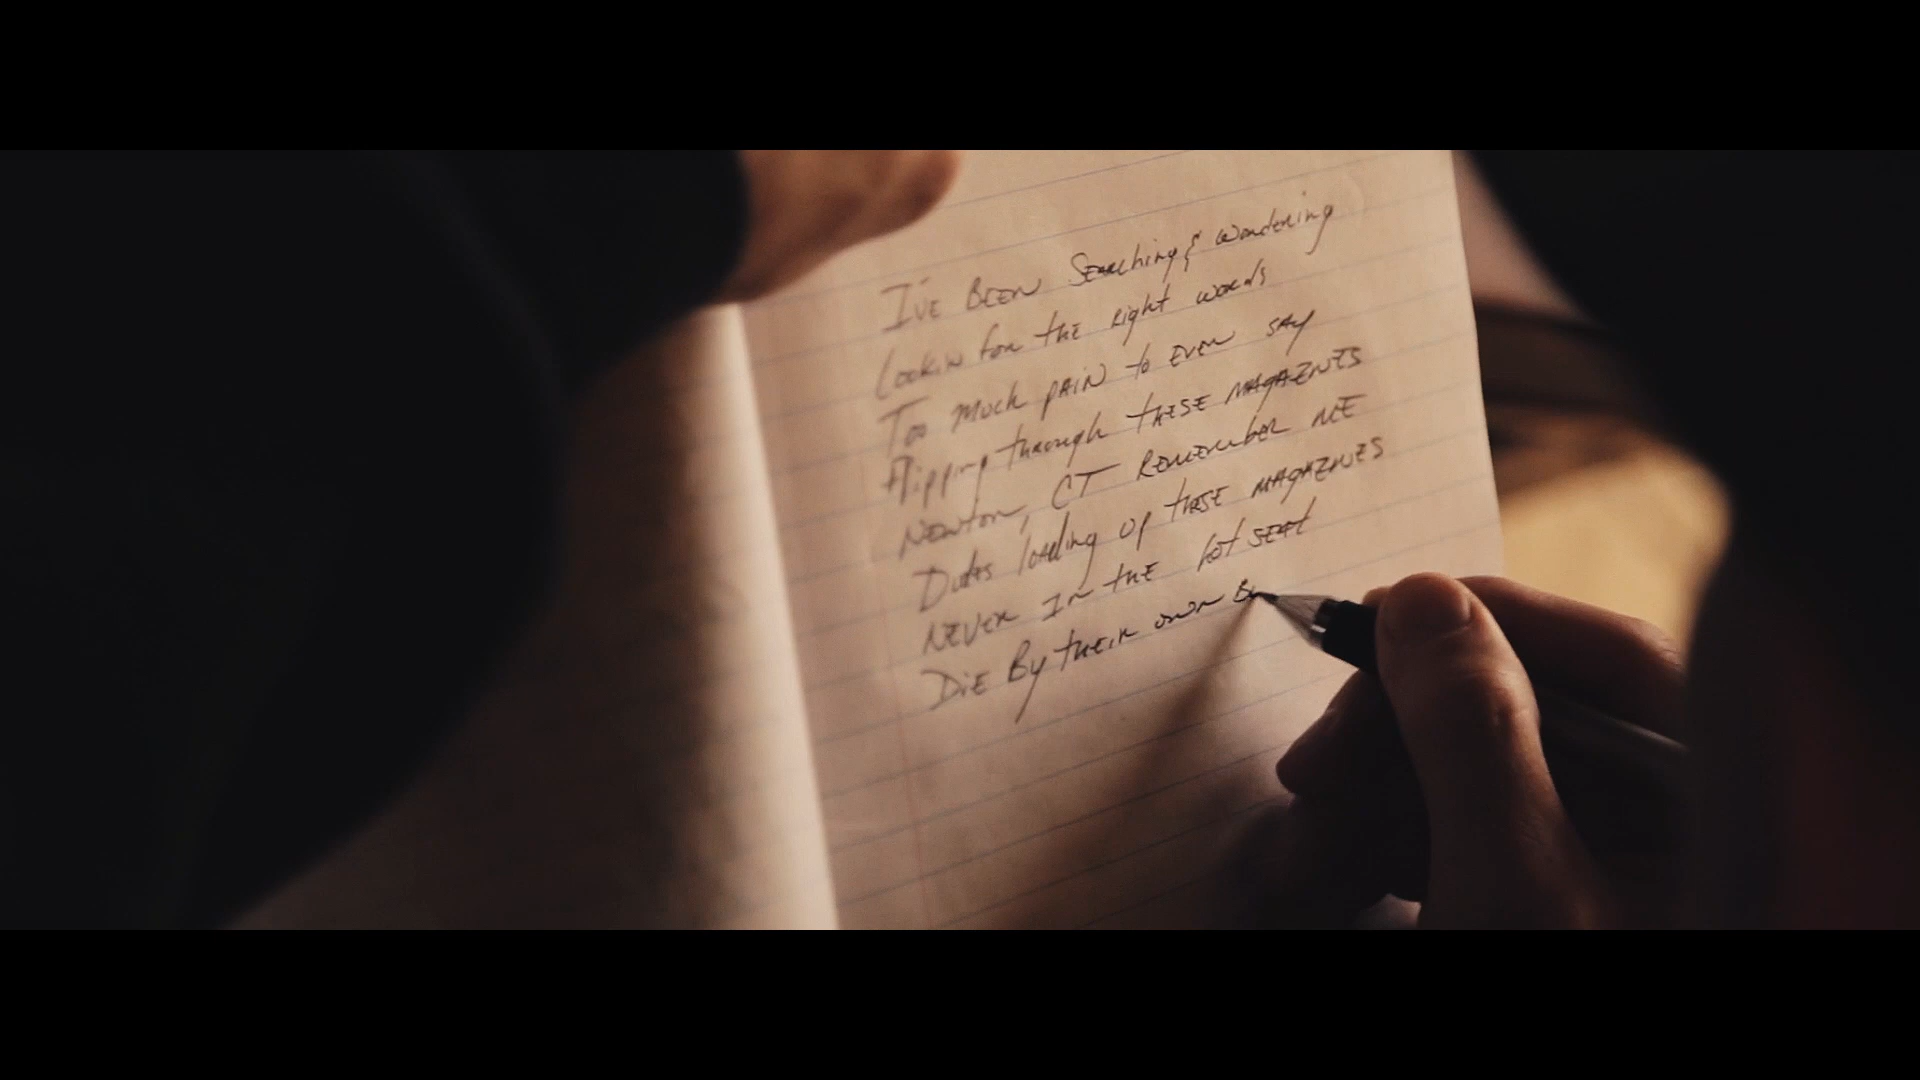 I've Been Searching & wondering
Lookin for the right words
Too much pain to even say
flipping through these magazines
Newton, CT Remember me
Dudes loading up these magazines
Never In the hot seat
Die By their own B